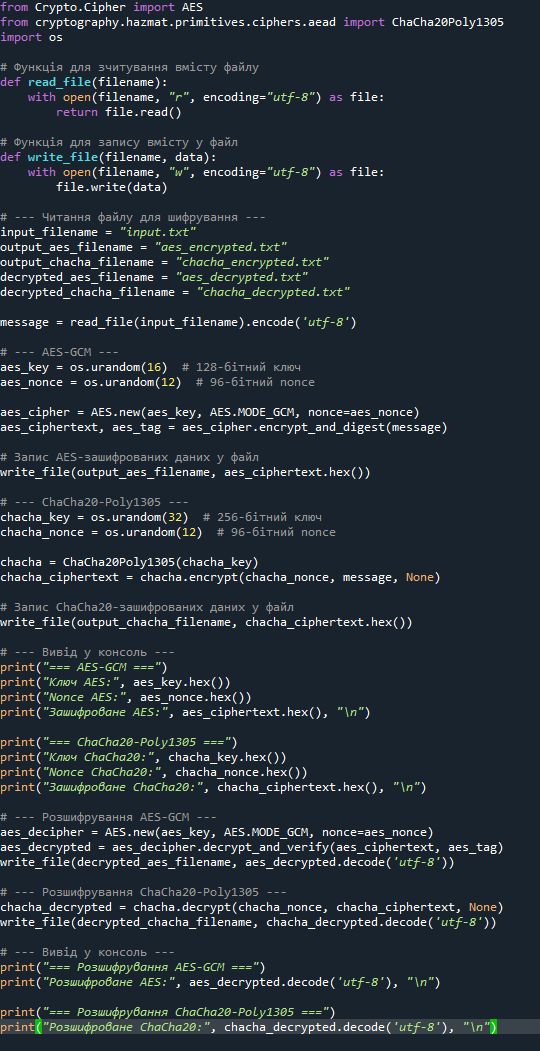 from Crypto.Cipher import AES
from cryptography.hazmat.primitives.ciphers.aead import ChaCha20Poly1305
import os

# Функція для зчитування вмісту файлу
def read_file(filename):
    with open(filename, "r", encoding="utf-8") as file:
        return file.read()

# Функція для запису вмісту у файл
def write_file(filename, data):
    with open(filename, "w", encoding="utf-8") as file:
        file.write(data)

# --- Читання файлу для шифрування ---
input_filename = "input.txt"
output_aes_filename = "aes_encrypted.txt"
output_chacha_filename = "chacha_encrypted.txt"
decrypted_aes_filename = "aes_decrypted.txt"
decrypted_chacha_filename = "chacha_decrypted.txt"

message = read_file(input_filename).encode('utf-8')

# --- AES-GCM ---
aes_key = os.urandom(16)  # 128-бітний ключ
aes_nonce = os.urandom(12)  # 96-бітний nonce

aes_cipher = AES.new(aes_key, AES.MODE_GCM, nonce=aes_nonce)
aes_ciphertext, aes_tag = aes_cipher.encrypt_and_digest(message)

# Запис AES-зашифрованих даних у файл
write_file(output_aes_filename, aes_ciphertext.hex())

# --- ChaCha20-Poly1305 ---
chacha_key = os.urandom(32)  # 256-бітний ключ
chacha_nonce = os.urandom(12)  # 96-бітний nonce

chacha = ChaCha20Poly1305(chacha_key)
chacha_ciphertext = chacha.encrypt(chacha_nonce, message, None)

# Запис ChaCha20-зашифрованих даних у файл
write_file(output_chacha_filename, chacha_ciphertext.hex())

# --- Вивід у консоль ---
print("=== AES-GCM ===")
print("Ключ AES:", aes_key.hex())
print("Nonce AES:", aes_nonce.hex())
print("Зашифроване AES:", aes_ciphertext.hex(), "\n")

print("=== ChaCha20-Poly1305 ===")
print("Ключ ChaCha20:", chacha_key.hex())
print("Nonce ChaCha20:", chacha_nonce.hex())
print("Зашифроване ChaCha20:", chacha_ciphertext.hex(), "\n")

# --- Розшифрування AES-GCM ---
aes_decipher = AES.new(aes_key, AES.MODE_GCM, nonce=aes_nonce)
aes_decrypted = aes_decipher.decrypt_and_verify(aes_ciphertext, aes_tag)
write_file(decrypted_aes_filename, aes_decrypted.decode('utf-8'))

# --- Розшифрування ChaCha20-Poly1305 ---
chacha_decrypted = chacha.decrypt(chacha_nonce, chacha_ciphertext, None)
write_file(decrypted_chacha_filename, chacha_decrypted.decode('utf-8'))

# --- Вивід у консоль ---
print("=== Розшифрування AES-GCM ===")
print("Розшифроване AES:", aes_decrypted.decode('utf-8'), "\n")

print("=== Розшифрування ChaCha20-Poly1305 ===")
print("Розшифроване ChaCha20:", chacha_decrypted.decode('utf-8'), "\n")